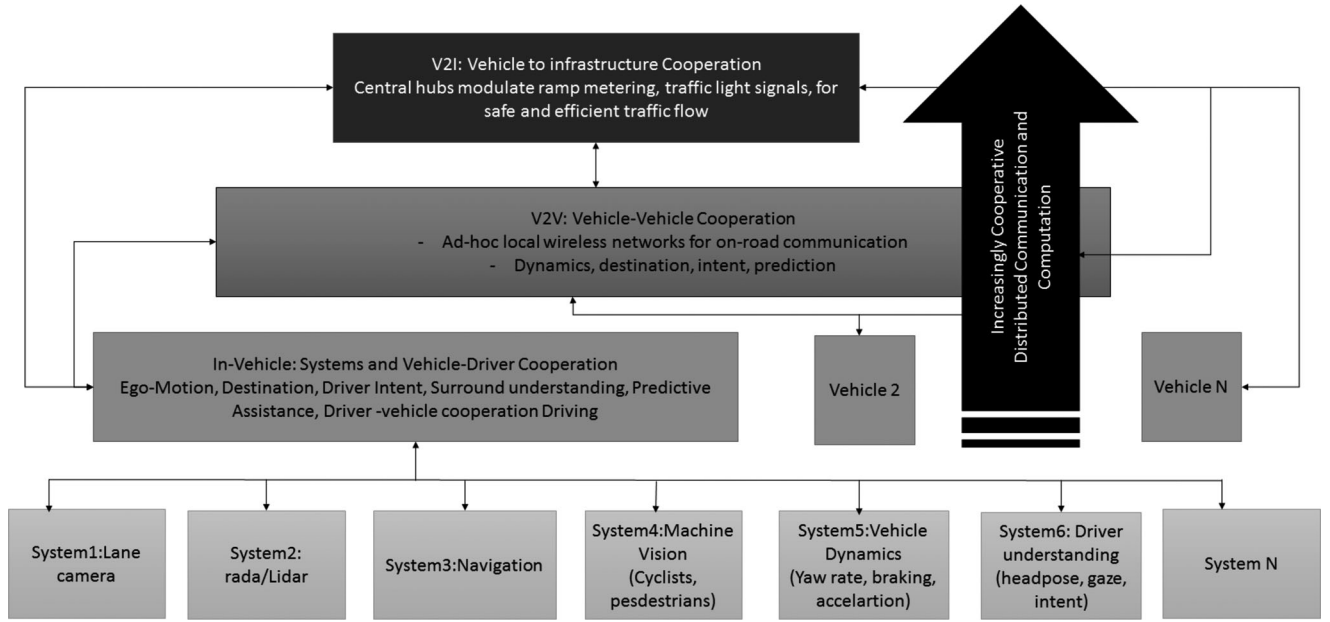 V2I: Vehicle to infrastructure Cooperation
Central hubs modulate ramp metering, traffic light signals, for
safe and efficient traffic flow
V2V: Vehicle-Vehicle Cooperation
- Ad-hoc local wireless networks for on-road communication
- Dynamics, destination, intent, prediction
Increasingly Cooperative
Distributed Communication and
Computation
In-Vehicle: Systems and Vehicle-Driver Cooperation
Ego-Motion, Destination, Driver Intent, Surround understanding, Predictive
Assistance, Driver -vehicle cooperation Driving
Vehicle 2
Vehicle N
System1:Lane
camera
System2:
rada/Lidar
System3:Navigation
System4:Machine
Vision
(Cyclists,
pesdestrians)
System5:Vehicle
Dynamics
(Yaw rate, braking,
accelartion)
System6: Driver
understanding
(headpose, gaze,
intent)
System N